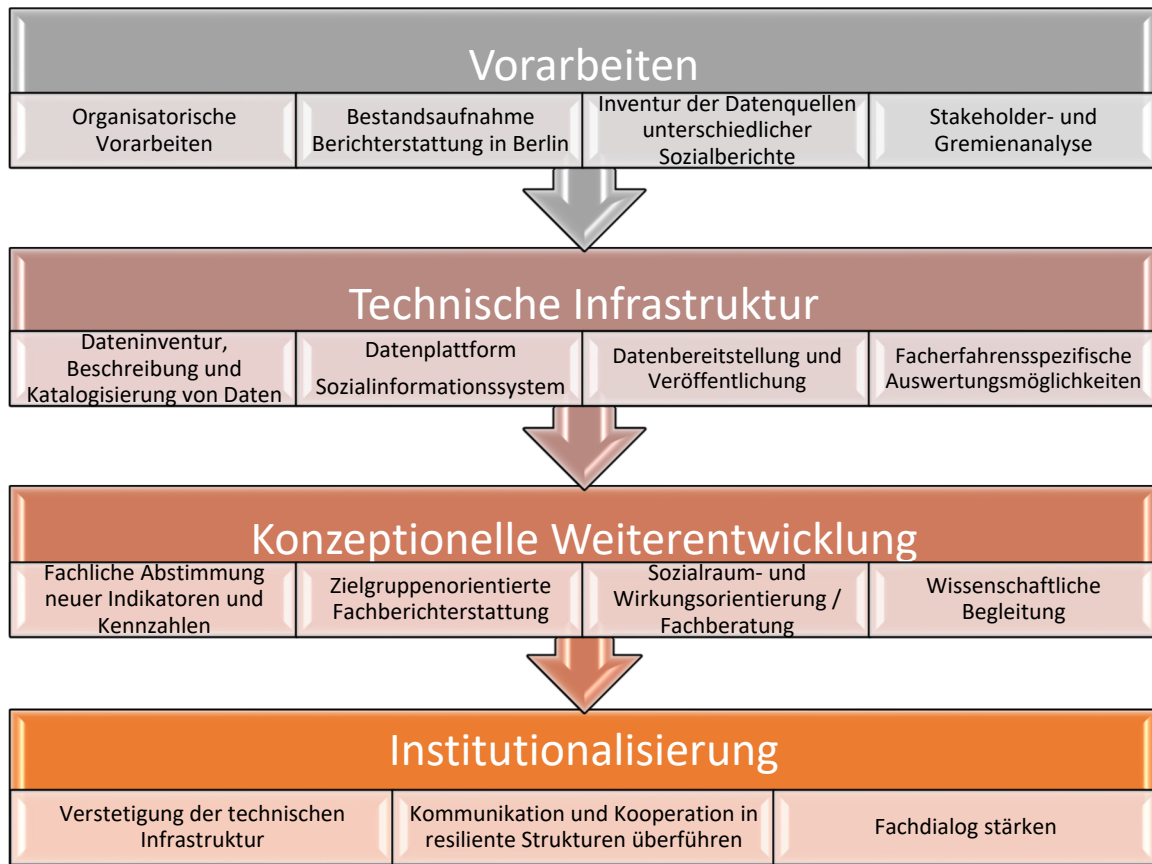 Vorarbeiten
Organisatorische
Vorarbeiten
Bestandsaufnahme
Berichterstattung in Berlin
Inventur der Datenquellen
unterschiedlicher
Sozialberichte
Stakeholder- und
Gremienanalyse
Technische Infrastruktur
Dateninventur,
Beschreibung und
Katalogisierung von Daten
Datenplattform
Sozialinformationssystem
Datenbereitstellung und
Veröffentlichung
Facherfahrensspezifische
Auswertungsmöglichkeiten
Konzeptionelle Weiterentwicklung
Fachliche Abstimmung
neuer Indikatoren und
Kennzahlen
Zielgruppenorientierte
Fachberichterstattung
Sozialraum- und
Wirkungsorientierung /
Fachberatung
Wissenschaftliche
Begleitung
Institutionalisierung
Verstetigung der technischen
Infrastruktur
Kommunikation und Kooperation in
resiliente Strukturen überführen
Fachdialog stärken